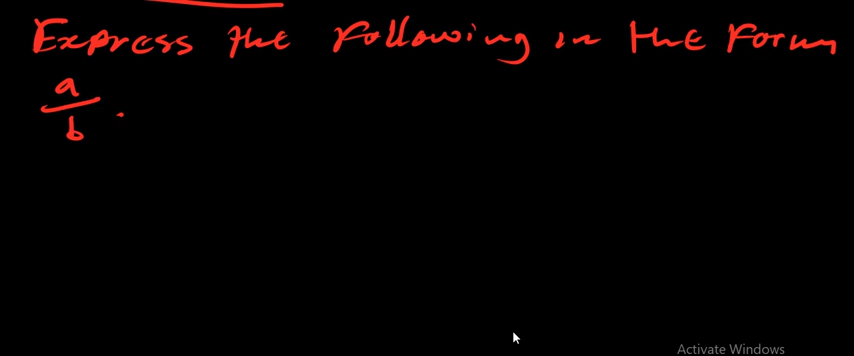 Express the following in the form
a
b .
Activate Windows